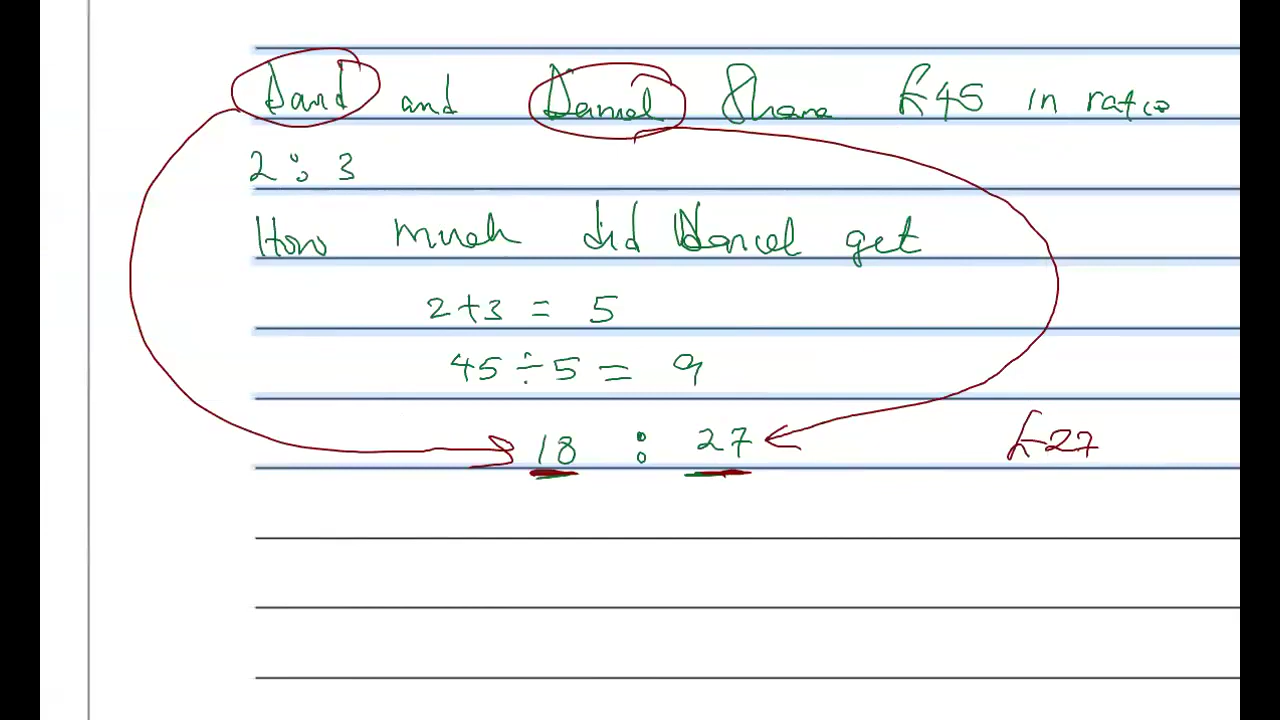 David and Daniel Share £45 in ratio
2 : 3
How much did Daniel get
2+3 = 5
45÷5 = 9
18 : 27 £27